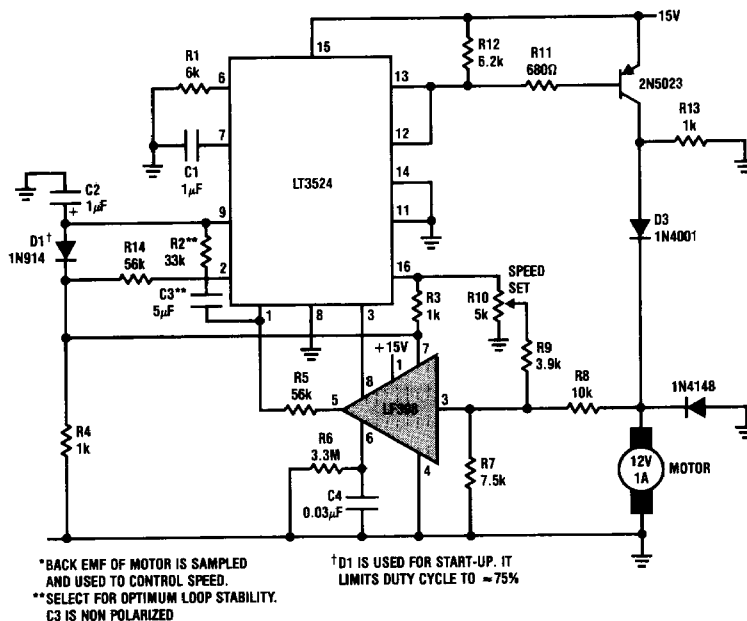 15V
R12
6.2k
R11
680Ω
2N5023
R13
1k
R1
6k
15
6
13
7
12
C1
1µF
LT3524
14
11
C2
1µF
+
9
D1†
1N914
R14
56k
R2**
33k
2
16
C3**
5µF
1
8
3
R3
1k
R10
5k
SPEED
SET
D3
1N4001
R9
3.9k
+15V
7
1
8
R5
56k
5
LF398
3
R8
10k
1N4148
R4
1k
R6
3.3M
6
4
R7
7.5k
12V
1A
MOTOR
C4
0.03µF
*BACK EMF OF MOTOR IS SAMPLED
AND USED TO CONTROL SPEED.
**SELECT FOR OPTIMUM LOOP STABILITY.
C3 IS NON POLARIZED
†D1 IS USED FOR START-UP. IT
LIMITS DUTY CYCLE TO ≈75%